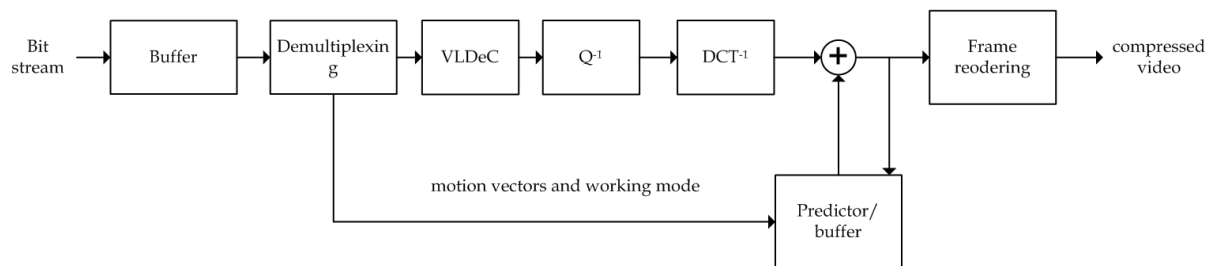 Bit
stream
Buffer
Demultiplexin
g
VLDeC
Q-1
DCT-1
+
Frame
reodering
compressed
video
motion vectors and working mode
Predictor/
buffer